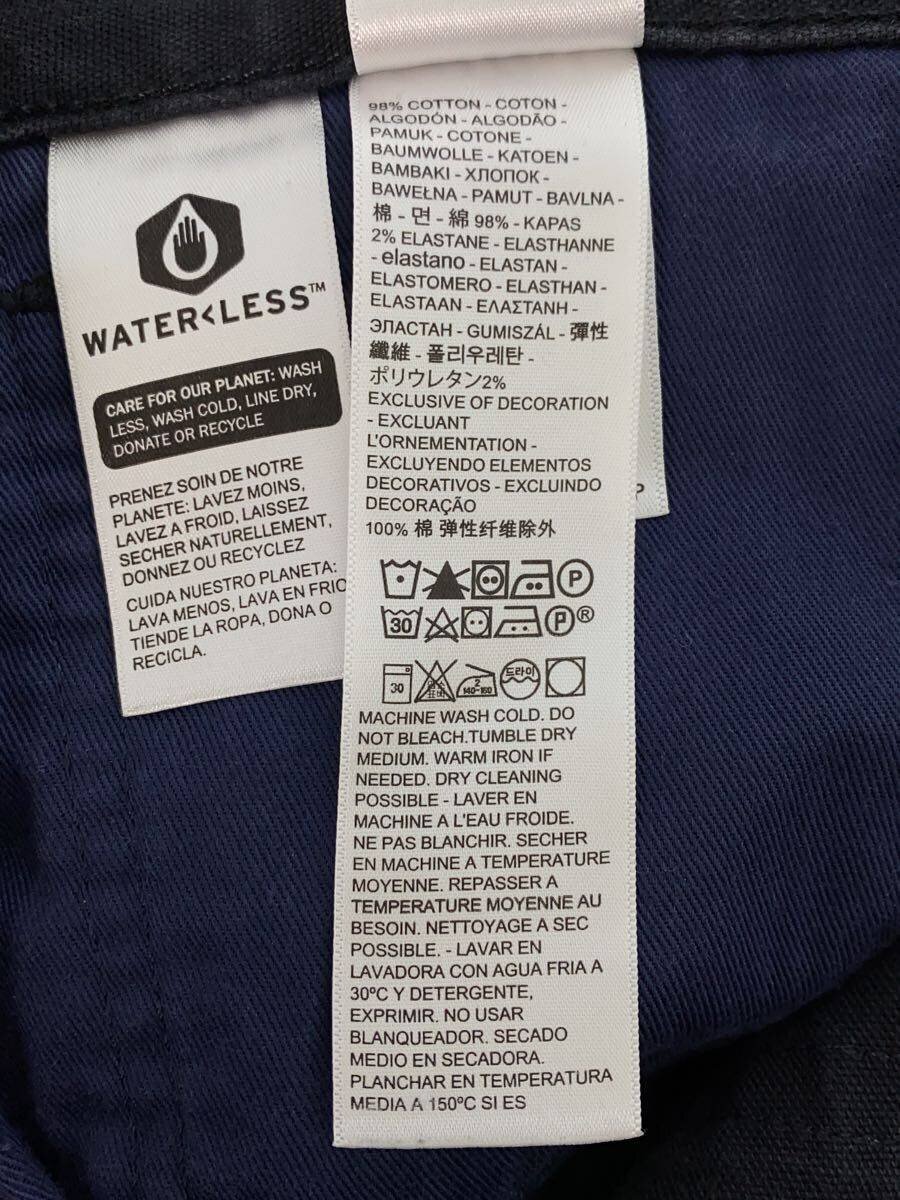 WATER<LESS™
CARE FOR OUR PLANET: WASH
LESS, WASH COLD, LINE DRY,
DONATE OR RECYCLE
PRENEZ SOIN DE NOTRE
PLANETE: LAVEZ MOINS,
LAVEZ A FROID, LAISSEZ
SECHER NATURELLEMENT,
DONNEZ OU RECYCLEZ
CUIDA NUESTRO PLANETA:
LAVA MENOS, LAVA EN FRIO
TIENDE LA ROPA, DONA O
RECICLA.
98% COTTON - COTON -
ALGODÓN - ALGODÃO -
PAMUK - COTONE -
BAUMWOLLE - KATOEN -
BAMBAKI - ХЛОПОК -
BAWEŁNA - PAMUT - BAVLNA -
棉 - 면 - 綿 98% - KAPAS
2% ELASTANE - ELASTHANNE
- elastano - ELASTAN -
ELASTOMERO - ELASTHAN -
ELASTAAN - ΕΛΑΣΤΑΝΗ -
ЭЛАСТАН - GUMISZÁL - 彈性
纖維 - 폴리우레탄 -
ポリウレタン2%
EXCLUSIVE OF DECORATION
- EXCLUANT
L'ORNEMENTATION -
EXCLUYENDO ELEMENTOS
DECORATIVOS - EXCLUINDO
DECORAÇÃO
100% 棉 弹性纤维除外
P
30 P®
30 2 140-160 드라이
MACHINE WASH COLD. DO
NOT BLEACH.TUMBLE DRY
MEDIUM. WARM IRON IF
NEEDED. DRY CLEANING
POSSIBLE - LAVER EN
MACHINE A L'EAU FROIDE.
NE PAS BLANCHIR. SECHER
EN MACHINE A TEMPERATURE
MOYENNE. REPASSER A
TEMPERATURE MOYENNE AU
BESOIN. NETTOYAGE A SEC
POSSIBLE. - LAVAR EN
LAVADORA CON AGUA FRIA A
30ºC Y DETERGENTE,
EXPRIMIR. NO USAR
BLANQUEADOR. SECADO
MEDIO EN SECADORA.
PLANCHAR EN TEMPERATURA
MEDIA A 150ºC SI ES
P